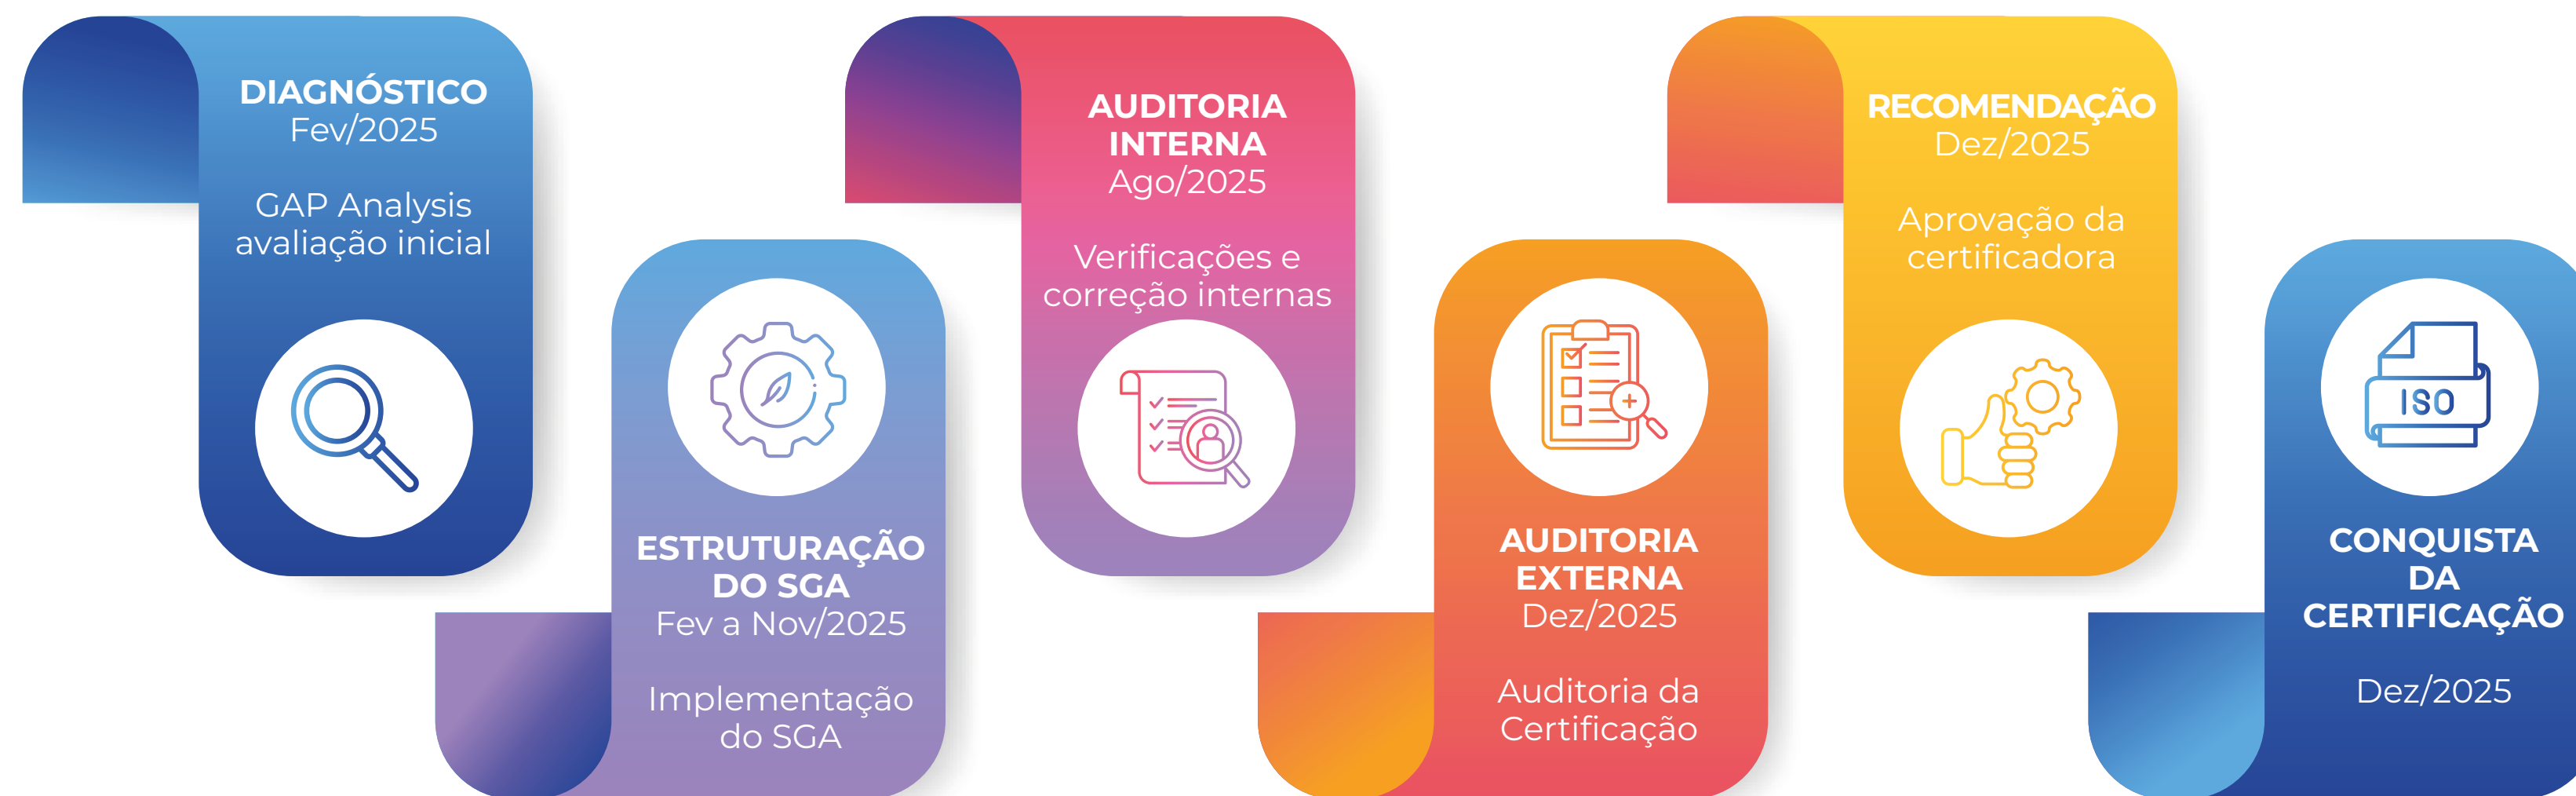 DIAGNÓSTICO
Fev/2025
GAP Analysis
avaliação inicial
ESTRUTURAÇÃO
DO SGA
Fev a Nov/2025
Implementação
do SGA
AUDITORIA
INTERNA
Ago/2025
Verificações e
correção internas
AUDITORIA
EXTERNA
Dez/2025
Auditoria da
Certificação
RECOMENDAÇÃO
Dez/2025
Aprovação da
certificadora
ISO
CONQUISTA
DA
CERTIFICAÇÃO
Dez/2025